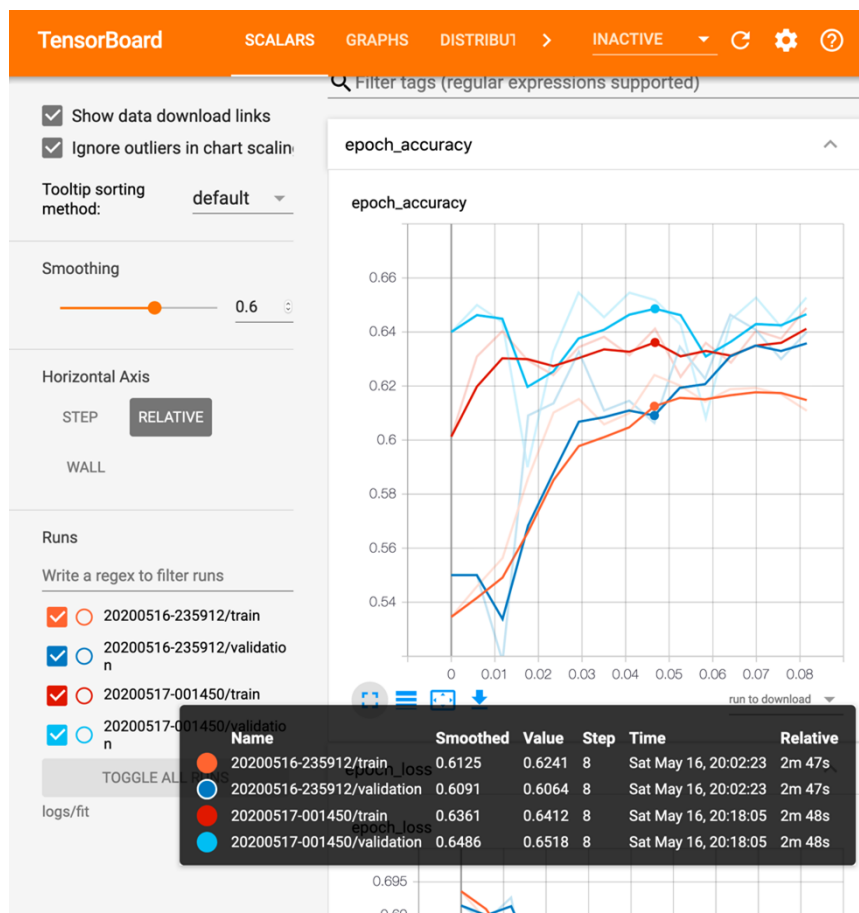 TensorBoard SCALARS GRAPHS DISTRIBUT INACTIVE
Filter tags (regular expressions supported)
Show data download links
Ignore outliers in chart scalin
Tooltip sorting
method:
default
Smoothing
0.6
Horizontal Axis
STEP RELATIVE
WALL
Runs
Write a regex to filter runs
20200516-235912/train
20200516-235912/validatio
n
20200517-001450/train
20200517-001450/validatio
n
TOGGLE ALL RUNS
logs/fit
epoch_accuracy
epoch_accuracy
0.66
0.64
0.62
0.6
0.58
0.56
0.54
0 0.01 0.02 0.03 0.04 0.05 0.06 0.07 0.08
run to download
Name Smoothed Value Step Time Relative
20200516-235912/train 0.6125 0.6241 8 Sat May 16, 20:02:23 2m 47s
20200516-235912/validation 0.6091 0.6064 8 Sat May 16, 20:02:23 2m 47s
20200517-001450/train 0.6361 0.6412 8 Sat May 16, 20:18:05 2m 48s
20200517-001450/validation 0.6486 0.6518 8 Sat May 16, 20:18:05 2m 48s
epoch_loss
epoch_loss
0.695
0.69